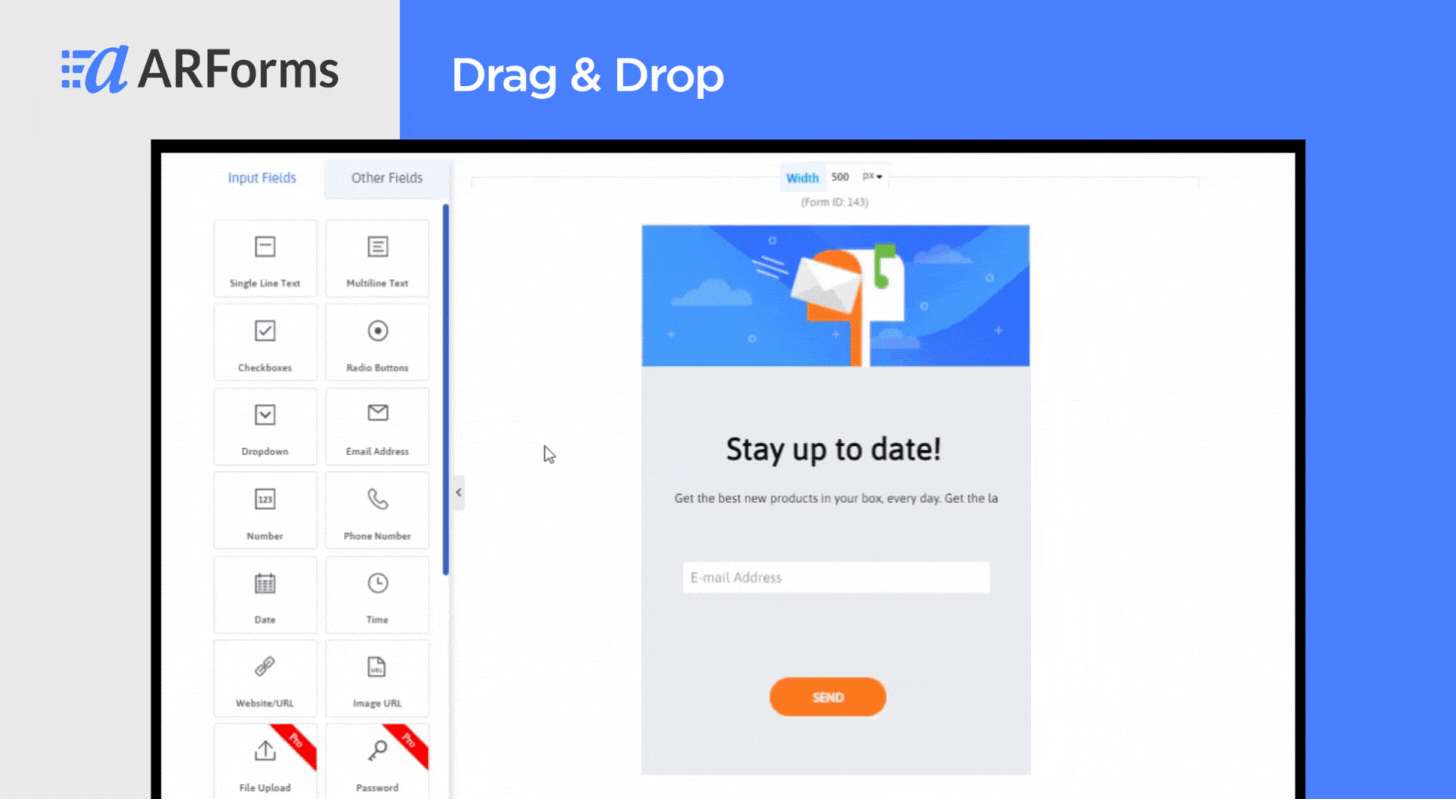 ARForms
Drag & Drop
Input Fields
Other Fields
Width 500 px
(Form ID: 143)
Single Line Text
Multiline Text
Checkboxes
Radio Buttons
Dropdown
Email Address
123
Number
Phone Number
Date
Time
Website/URL
URL
Image URL
Pro
File Upload
Pro
Password
Stay up to date!
Get the best new products in your box, every day. Get the la
E-mail Address
SEND